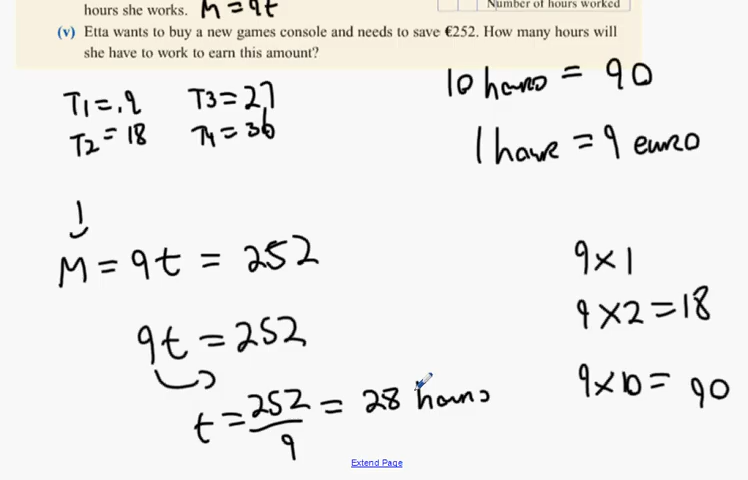 hours she works. M = 9t
Number of hours worked
(v) Etta wants to buy a new games console and needs to save €252. How many hours will
she have to work to earn this amount?
T1=.9 T3=27
T2=18 T4=36
10 hours = 90
1 hour = 9 euro
M = 9t = 252
9t = 252
t = 252/9 = 28 hours
9 x 1
9 x 2 = 18
9 x 10 = 90
Extend Page